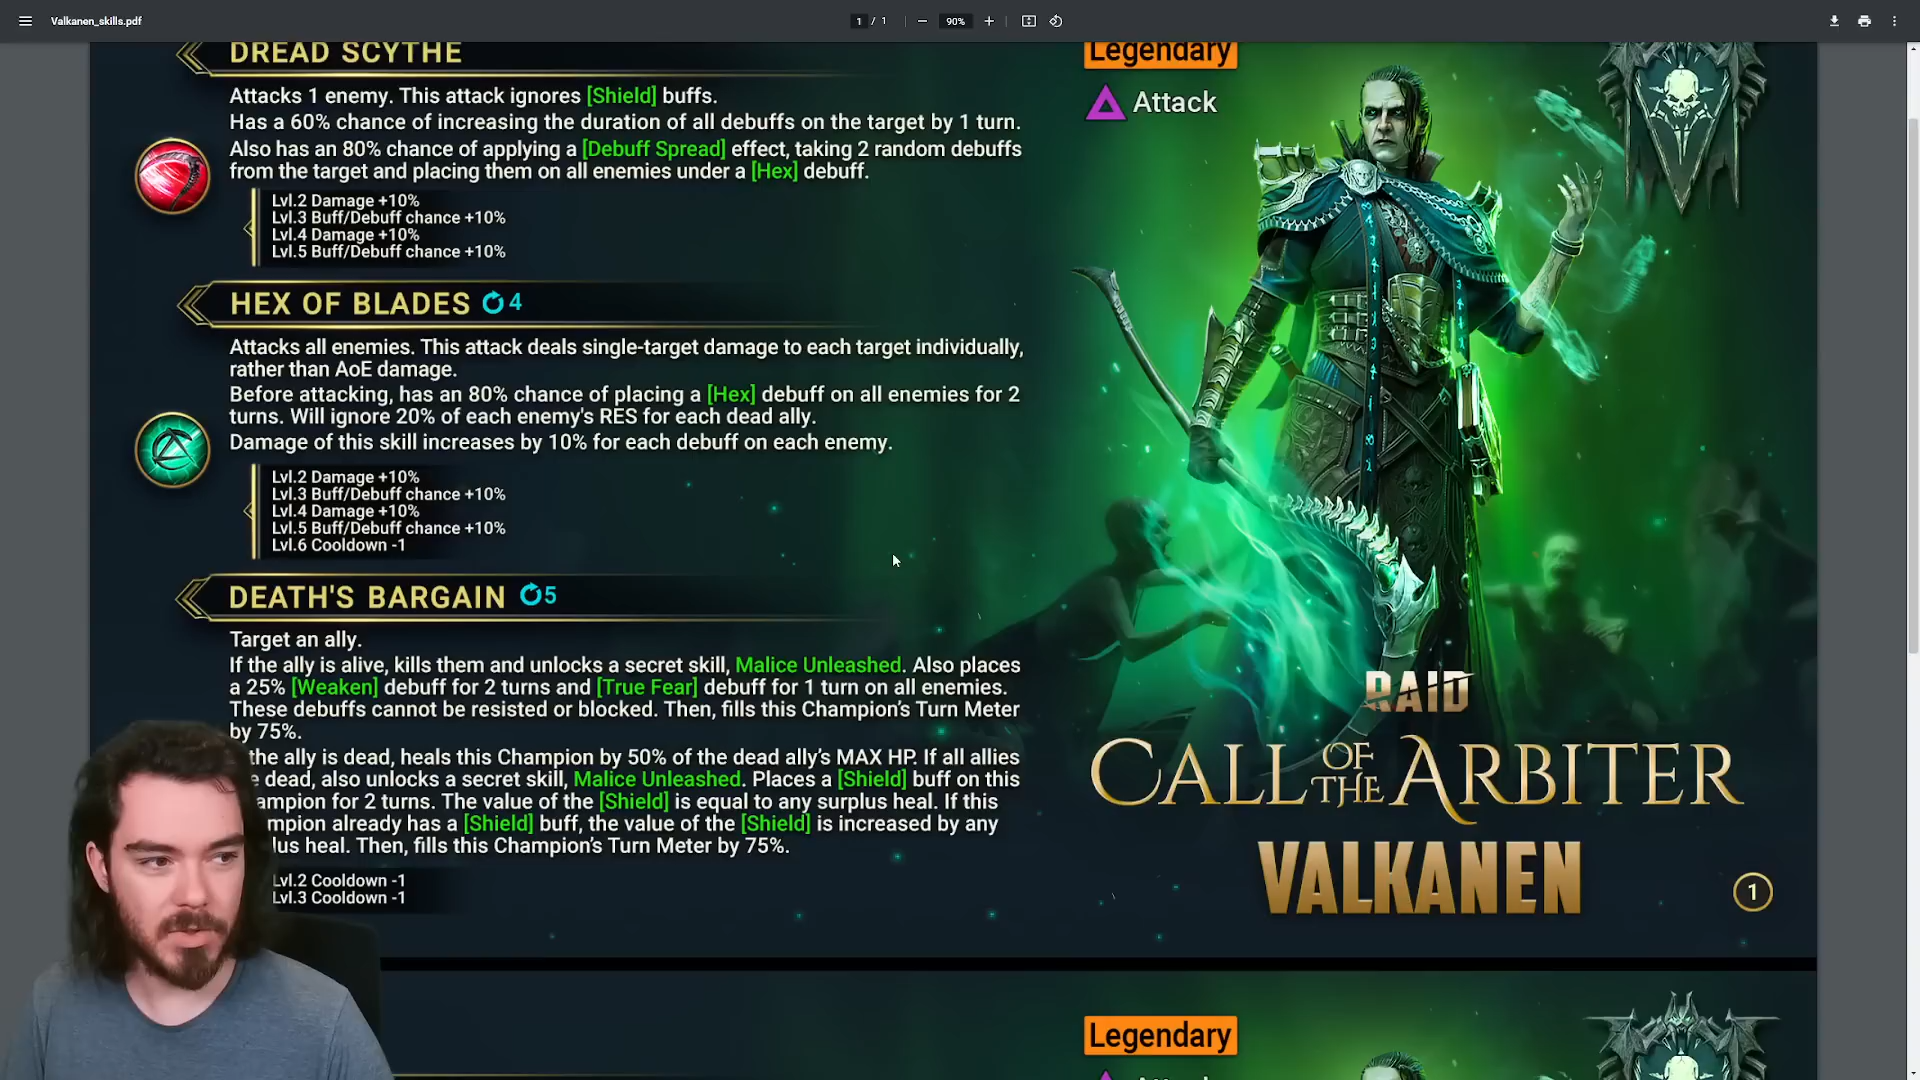 Valkanen_skills.pdf
1 / 1
90%
DREAD SCYTHE
Attacks 1 enemy. This attack ignores [Shield] buffs.
Has a 60% chance of increasing the duration of all debuffs on the target by 1 turn.
Also has an 80% chance of applying a [Debuff Spread] effect, taking 2 random debuffs
from the target and placing them on all enemies under a [Hex] debuff.
Lvl.2 Damage +10%
Lvl.3 Buff/Debuff chance +10%
Lvl.4 Damage +10%
Lvl.5 Buff/Debuff chance +10%
HEX OF BLADES 4
Attacks all enemies. This attack deals single-target damage to each target individually,
rather than AoE damage.
Before attacking, has an 80% chance of placing a [Hex] debuff on all enemies for 2
turns. Will ignore 20% of each enemy's RES for each dead ally.
Damage of this skill increases by 10% for each debuff on each enemy.
Lvl.2 Damage +10%
Lvl.3 Buff/Debuff chance +10%
Lvl.4 Damage +10%
Lvl.5 Buff/Debuff chance +10%
Lvl.6 Cooldown -1
DEATH'S BARGAIN 5
Target an ally.
If the ally is alive, kills them and unlocks a secret skill, Malice Unleashed. Also places
a 25% [Weaken] debuff for 2 turns and [True Fear] debuff for 1 turn on all enemies.
These debuffs cannot be resisted or blocked. Then, fills this Champion's Turn Meter
by 75%.
the ally is dead, heals this Champion by 50% of the dead ally's MAX HP. If all allies
dead, also unlocks a secret skill, Malice Unleashed. Places a [Shield] buff on this
ampion for 2 turns. The value of the [Shield] is equal to any surplus heal. If this
mpion already has a [Shield] buff, the value of the [Shield] is increased by any
lus heal. Then, fills this Champion's Turn Meter by 75%.
Lvl.2 Cooldown -1
Lvl.3 Cooldown -1
Legendary
Attack
RAID
CALL OF THE ARBITER
VALKANEN
1
Legendary